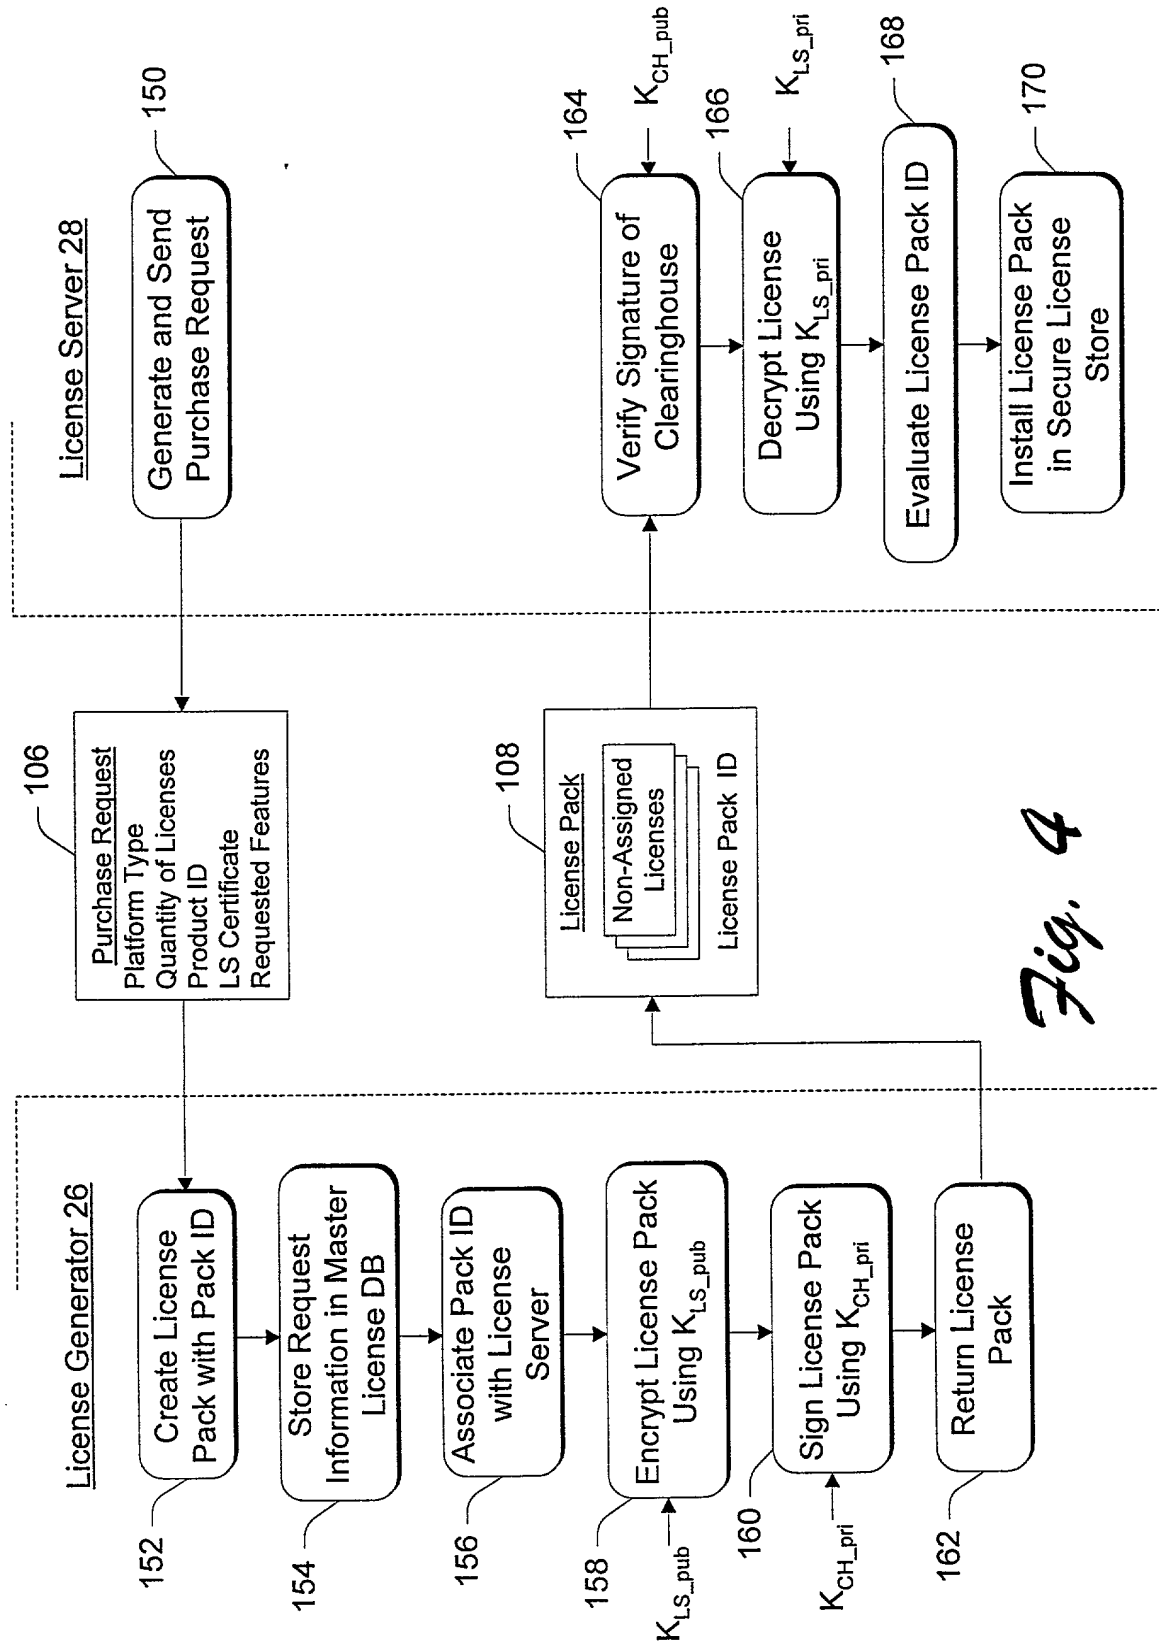 License Generator 26
152
Create License
Pack with Pack ID
154
Store Request
Information in Master
License DB
156
Associate Pack ID
with License
Server
158
Encrypt License Pack
Using K_LS_pub
K_LS_pub
160
Sign License Pack
Using K_CH_pri
K_CH_pri
162
Return License
Pack
106
Purchase Request
Platform Type
Quantity of Licenses
Product ID
LS Certificate
Requested Features
108
License Pack
Non-Assigned
Licenses
License Pack ID
License Server 28
150
Generate and Send
Purchase Request
164
Verify Signature of
Clearinghouse
K_CH_pub
166
Decrypt License
Using K_LS_pri
K_LS_pri
168
Evaluate License Pack ID
170
Install License Pack
in Secure License
Store
Fig. 4